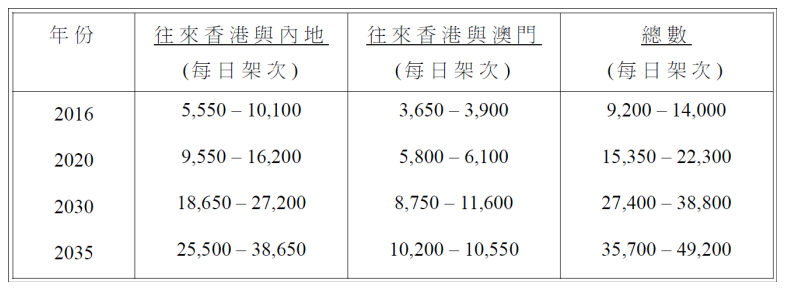 年份 往來香港與內地 往來香港與澳門 總數
(每日架次) (每日架次) (每日架次)
2016 5,550 – 10,100 3,650 – 3,900 9,200 – 14,000
2020 9,550 – 16,200 5,800 – 6,100 15,350 – 22,300
2030 18,650 – 27,200 8,750 – 11,600 27,400 – 38,800
2035 25,500 – 38,650 10,200 – 10,550 35,700 – 49,200